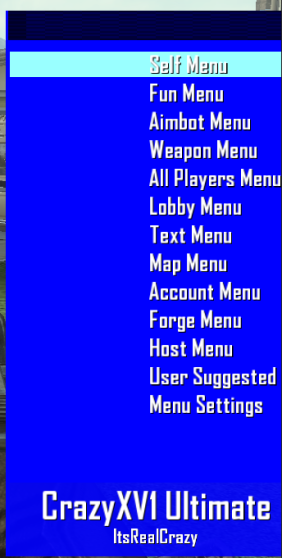 Self Menu
Fun Menu
Aimbot Menu
Weapon Menu
All Players Menu
Lobby Menu
Text Menu
Map Menu
Account Menu
Forge Menu
Host Menu
User Suggested
Menu Settings
CrazyXV1 Ultimate
ItsRealCrazy